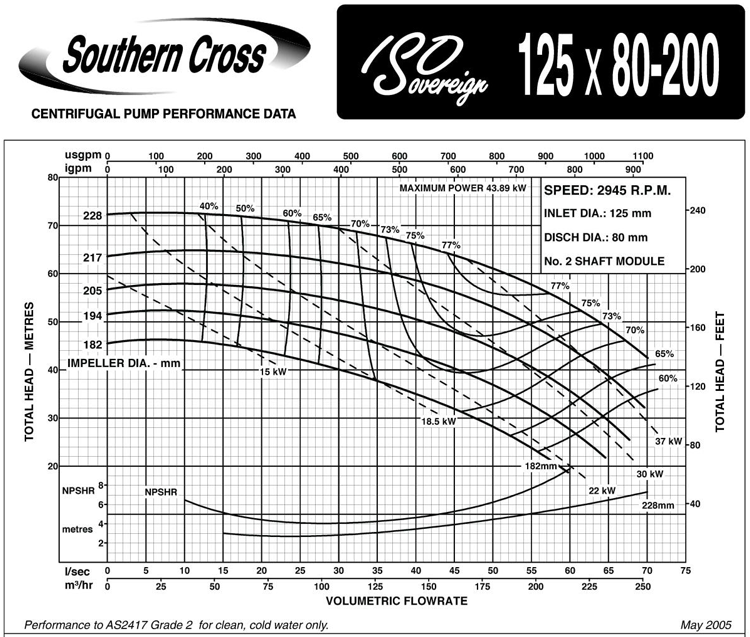 Southern Cross
CENTRIFUGAL PUMP PERFORMANCE DATA
ISO Sovereign
125 x 80-200
usgpm 0 100 200 300 400 500 600 700 800 900 1000 1100
igpm 0 100 200 300 400 500 600 700 800 900
MAXIMUM POWER 43.89 kW
SPEED: 2945 R.P.M.
INLET DIA.: 125 mm
DISCH DIA.: 80 mm
No. 2 SHAFT MODULE
TOTAL HEAD — METRES
80
70
60
50
40
30
20
228
217
205
194
182
IMPELLER DIA. - mm
40%
50%
60%
65%
70%
73%
75%
77%
77%
75%
73%
70%
65%
60%
15 kW
18.5 kW
22 kW
30 kW
37 kW
182mm
228mm
TOTAL HEAD — FEET
240
200
160
120
80
40
NPSHR
metres
8
6
4
2
NPSHR
l/sec 0 5 10 15 20 25 30 35 40 45 50 55 60 65 70 75
m³/hr 0 25 50 75 100 125 150 175 200 225 250
VOLUMETRIC FLOWRATE
Performance to AS2417 Grade 2 for clean, cold water only.
May 2005